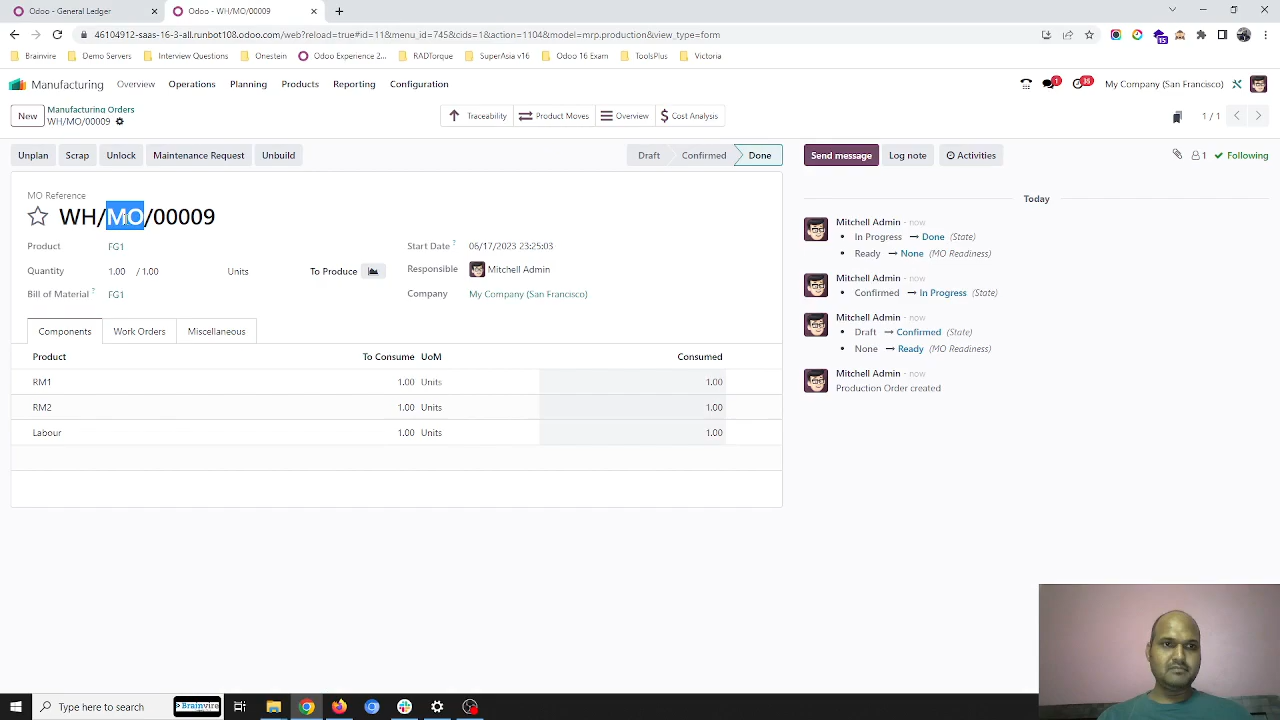 Odoo - General Ledger
Odoo - WH/MO/00009
46104912-saas-16-3-all.runbot108.odoo.com/web?reload=true#id=11&menu_id=745&cids=1&action=1104&model=mrp.production&view_type=form
Brainvire Demo Servers Interview Questions Onestein Odoo Experience 2... RADTorque SuperAsia v16 Odoo 16 Exam ToolsPlus Victoria
15
Manufacturing Overview Operations Planning Products Reporting Configuration
1 36 My Company (San Francisco)
New Manufacturing Orders
WH/MO/00009
Traceability Product Moves Overview Cost Analysis
1 / 1
Unplan Scrap Unlock Maintenance Request Unbuild
Draft Confirmed Done
Send message Log note Activities
1 Following
MO Reference
WH/MO/00009
Product FG1
Quantity 1.00 / 1.00 Units To Produce
Bill of Material ? FG1
Start Date ? 06/17/2023 23:25:03
Responsible Mitchell Admin
Company My Company (San Francisco)
Components Work Orders Miscellaneous
Product To Consume UoM Consumed
RM1 1.00 Units 1.00
RM2 1.00 Units 1.00
Labour 1.00 Units 1.00
Today
Mitchell Admin - now
• In Progress → Done (State)
• Ready → None (MO Readiness)
Mitchell Admin - now
• Confirmed → In Progress (State)
Mitchell Admin - now
• Draft → Confirmed (State)
• None → Ready (MO Readiness)
Mitchell Admin - now
Production Order created
Type here to search
> Brainvire